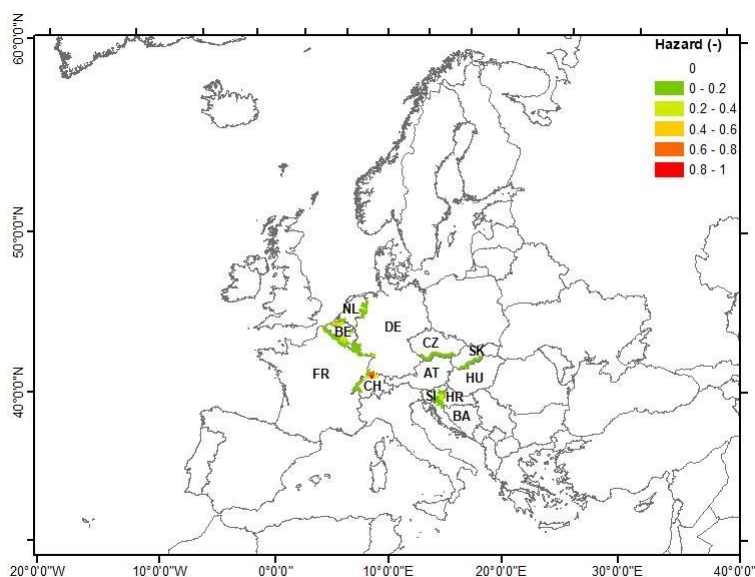 Hazard (-)
0
0 - 0.2
0.2 - 0.4
0.4 - 0.6
0.6 - 0.8
0.8 - 1
60°0'0"N
50°0'0"N
40°0'0"N
NL
BE
DE
CZ
SK
FR
AT
HU
CH
SI
HR
BA
20°0'0"W
10°0'0"W
0°0'0"
10°0'0"E
20°0'0"E
30°0'0"E
40°0'0"